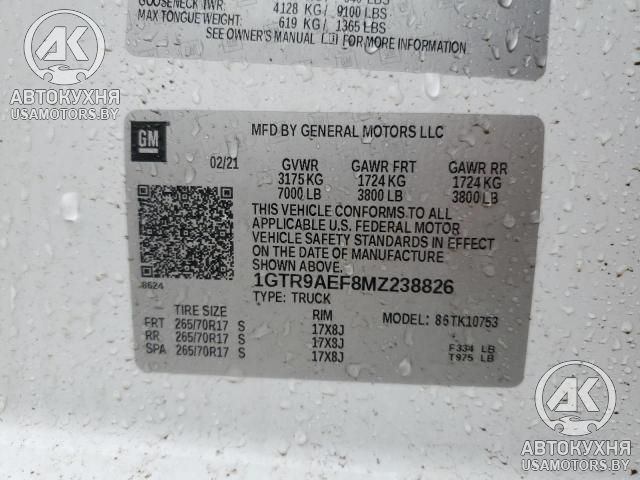 GOOSENECK TWR: 4128 KG / 9100 LBS
MAX TONGUE WEIGHT: 619 KG / 1365 LBS
SEE OWNER'S MANUAL FOR MORE INFORMATION
АК
АВТОКУХНЯ
USAMOTORS.BY
GM
MFD BY GENERAL MOTORS LLC
02/21 GVWR GAWR FRT GAWR RR
3175 KG 1724 KG 1724 KG
7000 LB 3800 LB 3800 LB
THIS VEHICLE CONFORMS TO ALL
APPLICABLE U.S. FEDERAL MOTOR
VEHICLE SAFETY STANDARDS IN EFFECT
ON THE DATE OF MANUFACTURE
SHOWN ABOVE.
8624
1GTR9AEF8MZ238826
TYPE: TRUCK
TIRE SIZE RIM MODEL: 86TK10753
FRT 265/70R17 S 17X8J
RR 265/70R17 S 17X8J
SPA 265/70R17 S 17X8J
F334 LB
T975 LB
АК
АВТОКУХНЯ
USAMOTORS.BY